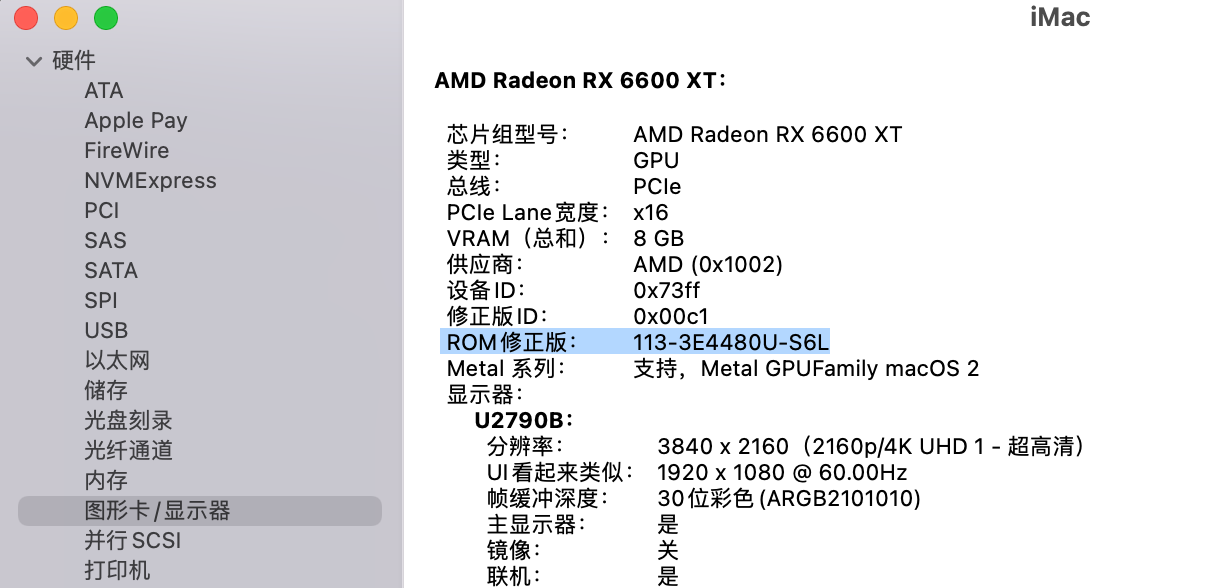 iMac
硬件
ATA
Apple Pay
FireWire
NVMExpress
PCI
SAS
SATA
SPI
USB
以太网
储存
光盘刻录
光纤通道
内存
图形卡/显示器
并行SCSI
打印机
AMD Radeon RX 6600 XT：
芯片组型号： AMD Radeon RX 6600 XT
类型： GPU
总线： PCIe
PCIe Lane宽度： x16
VRAM（总和）： 8 GB
供应商： AMD (0x1002)
设备ID： 0x73ff
修正版ID： 0x00c1
ROM修正版： 113-3E4480U-S6L
Metal 系列： 支持，Metal GPUFamily macOS 2
显示器：
U2790B：
分辨率： 3840 x 2160（2160p/4K UHD 1 - 超高清）
UI看起来类似： 1920 x 1080 @ 60.00Hz
帧缓冲深度： 30位彩色 (ARGB2101010)
主显示器： 是
镜像： 关
联机： 是